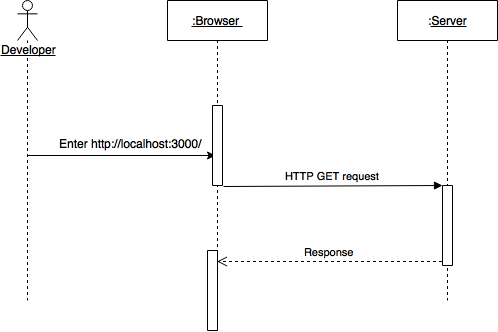 :Browser
:Server
Developer
Enter http://localhost:3000/
HTTP GET request
Response